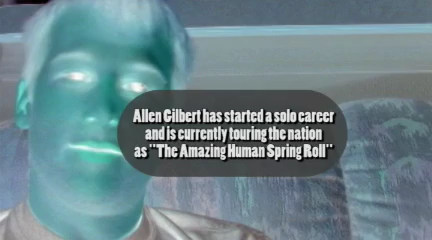 Allen Gilbert has started a solo career
and is currently touring the nation
as "The Amazing Human Spring Roll"